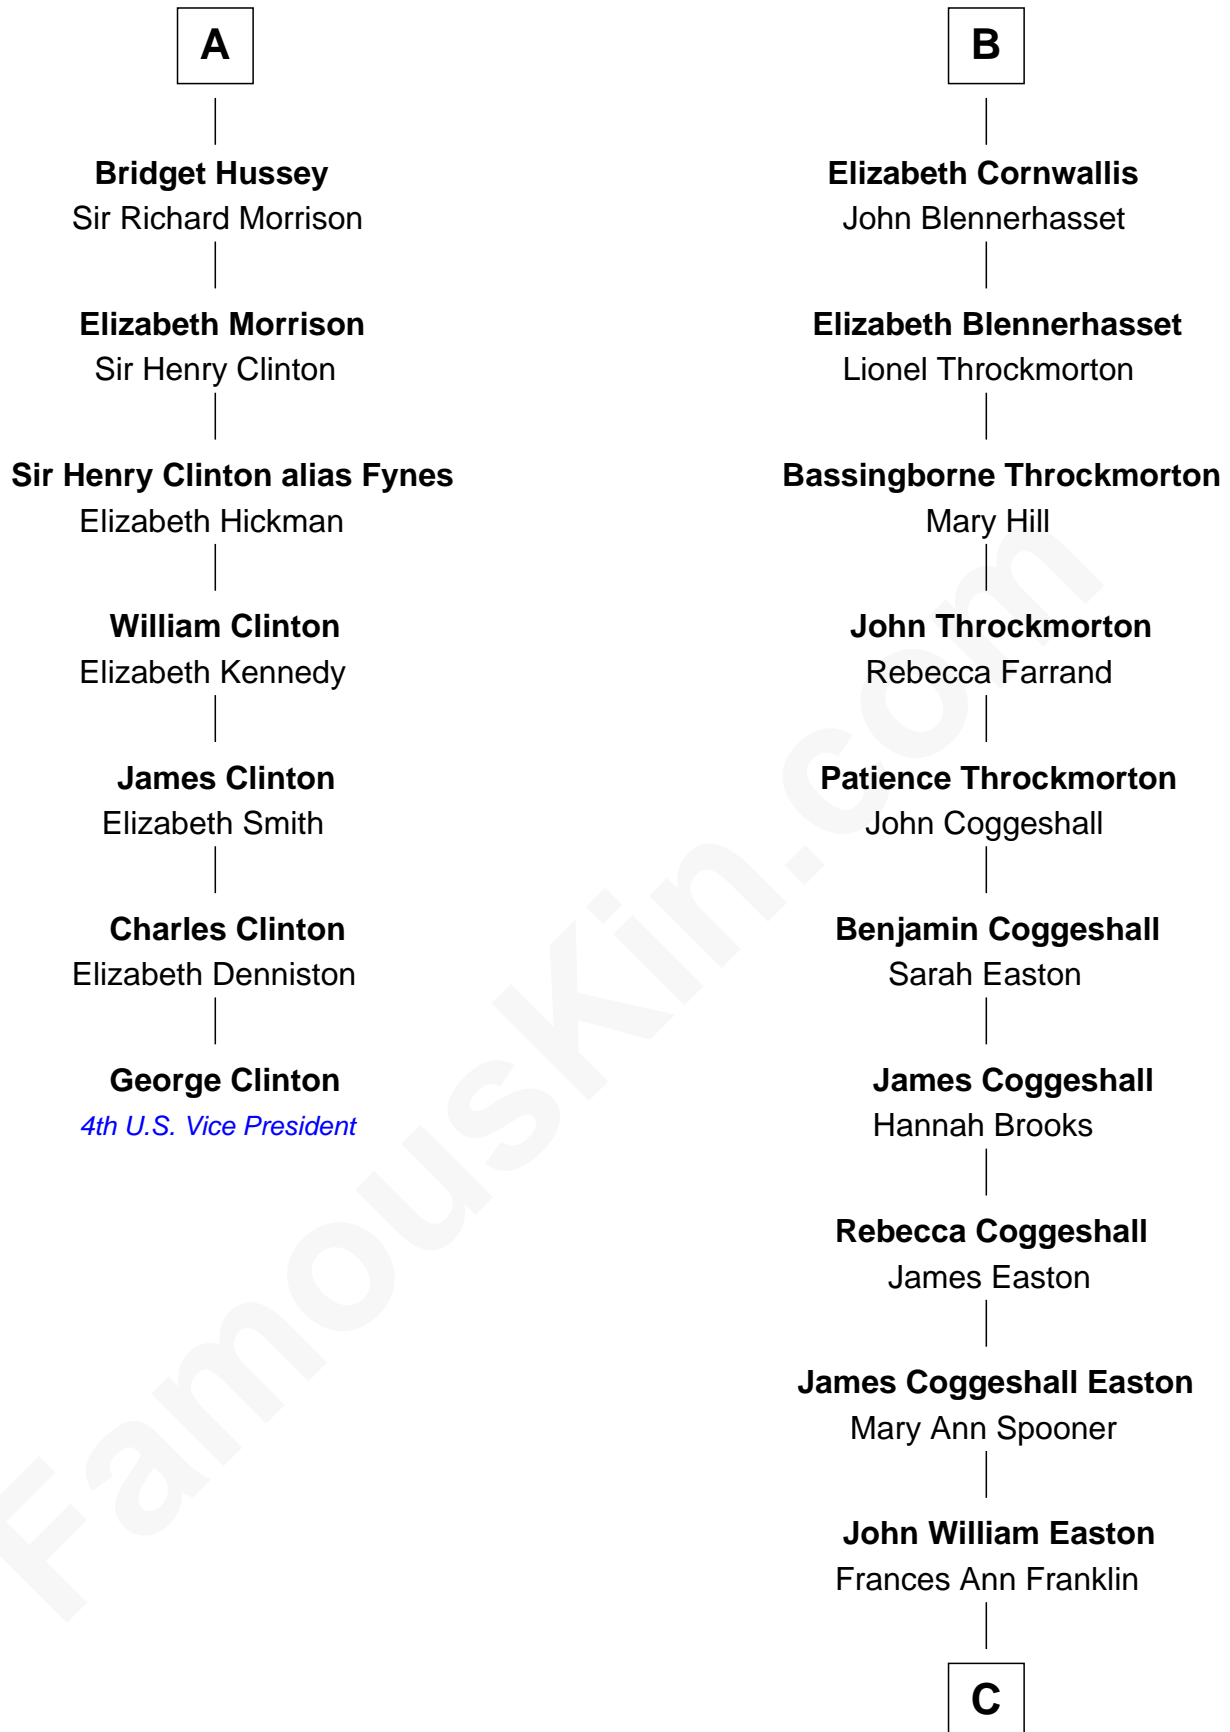 A
Bridget Hussey
Sir Richard Morrison
Elizabeth Morrison
Sir Henry Clinton
Sir Henry Clinton alias Fynes
Elizabeth Hickman
William Clinton
Elizabeth Kennedy
James Clinton
Elizabeth Smith
Charles Clinton
Elizabeth Denniston
George Clinton
4th U.S. Vice President
B
Elizabeth Cornwallis
John Blennerhasset
Elizabeth Blennerhasset
Lionel Throckmorton
Bassingborne Throckmorton
Mary Hill
John Throckmorton
Rebecca Farrand
Patience Throckmorton
John Coggeshall
Benjamin Coggeshall
Sarah Easton
James Coggeshall
Hannah Brooks
Rebecca Coggeshall
James Easton
James Coggeshall Easton
Mary Ann Spooner
John William Easton
Frances Ann Franklin
C
FamousKin.com